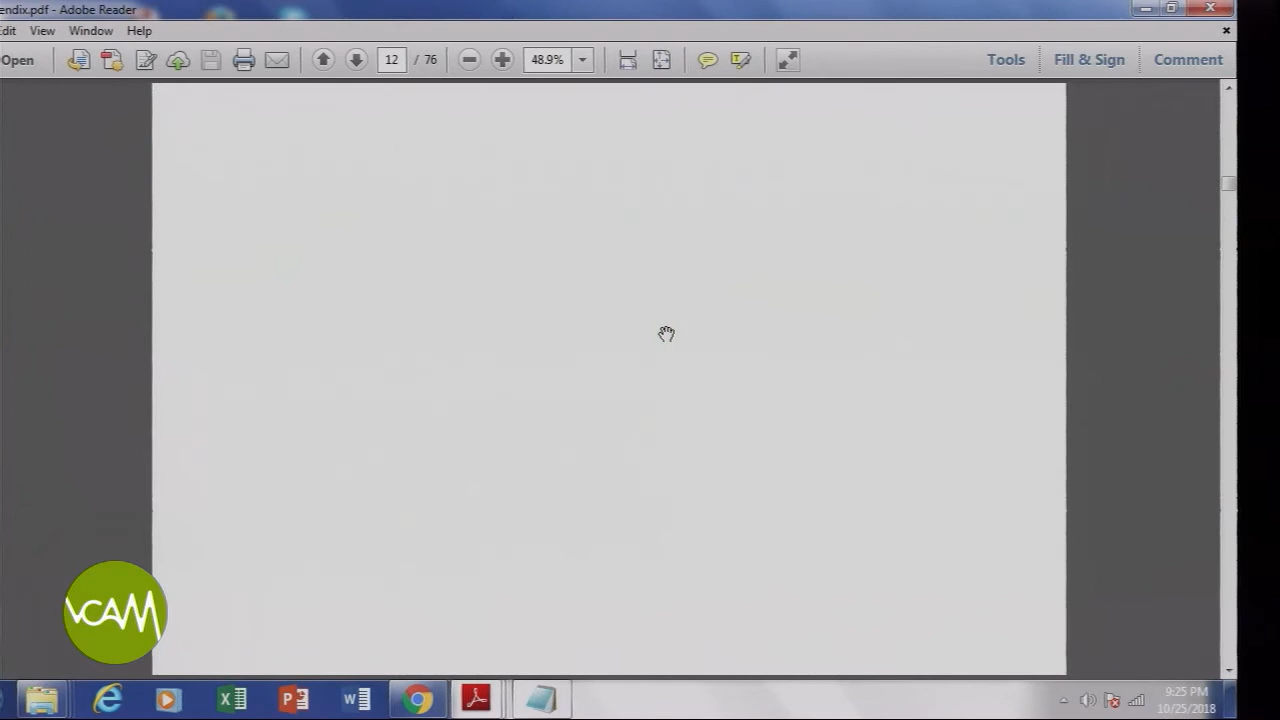 endix.pdf - Adobe Reader
Edit View Window Help
Open 12 / 76 48.9% Tools Fill & Sign Comment
VCAM
9:25 PM
10/25/2018